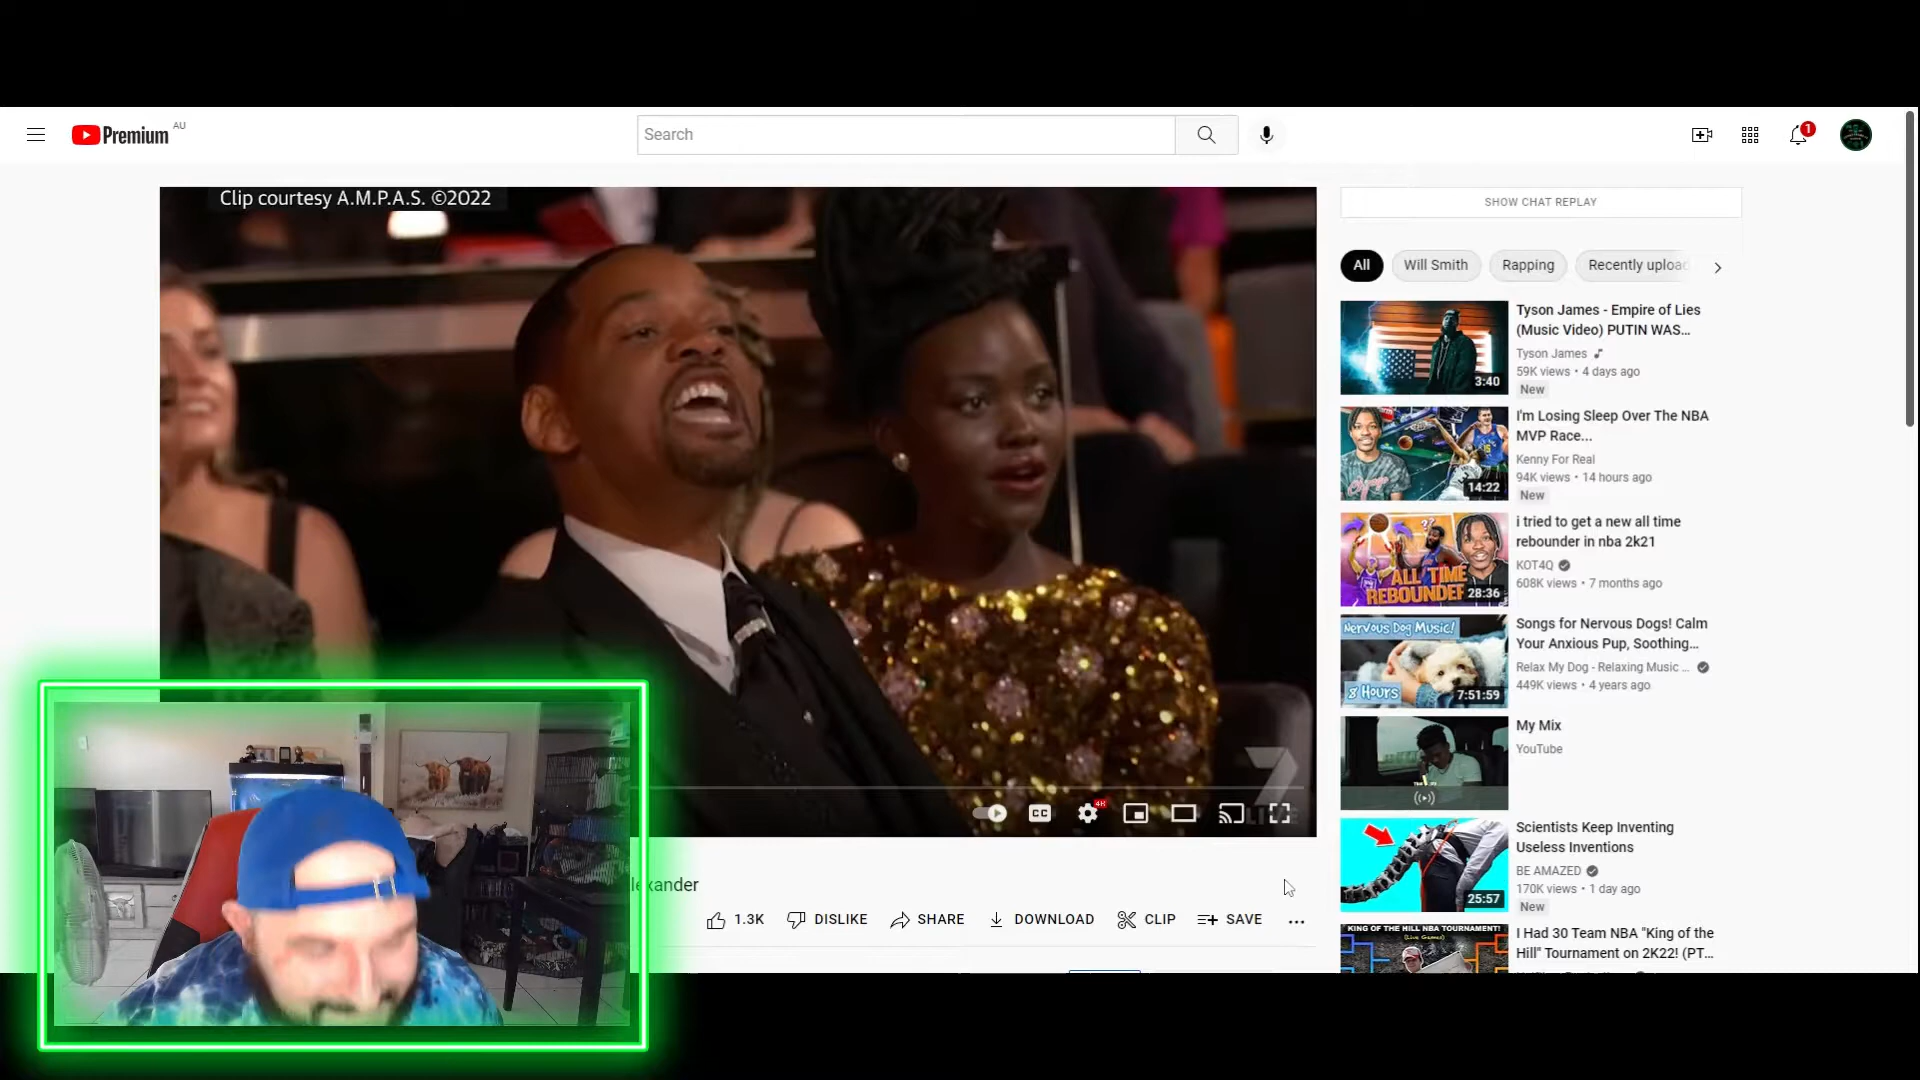 Premium AU
Search
1
Clip courtesy A.M.P.A.S. ©2022
SHOW CHAT REPLAY
All
Will Smith
Rapping
Recently uploa
Tyson James - Empire of Lies
(Music Video) PUTIN WAS...
Tyson James
59K views • 4 days ago
New
3:40
I'm Losing Sleep Over The NBA
MVP Race...
Kenny For Real
94K views • 14 hours ago
New
14:22
i tried to get a new all time
rebounder in nba 2k21
KOT4Q
608K views • 7 months ago
ALL TIME
REBOUNDER
28:36
Songs for Nervous Dogs! Calm
Your Anxious Pup, Soothing...
Relax My Dog - Relaxing Music ...
449K views • 4 years ago
Nervous Dog Music!
8 Hours
7:51:59
My Mix
YouTube
Scientists Keep Inventing
Useless Inventions
BE AMAZED
170K views • 1 day ago
New
25:57
I Had 30 Team NBA "King of the
Hill" Tournament on 2K22! (PT...
KING OF THE HILL NBA TOURNAMENT!
(Live Games)
CC
4K
7
lexander
1.3K
DISLIKE
SHARE
DOWNLOAD
CLIP
SAVE